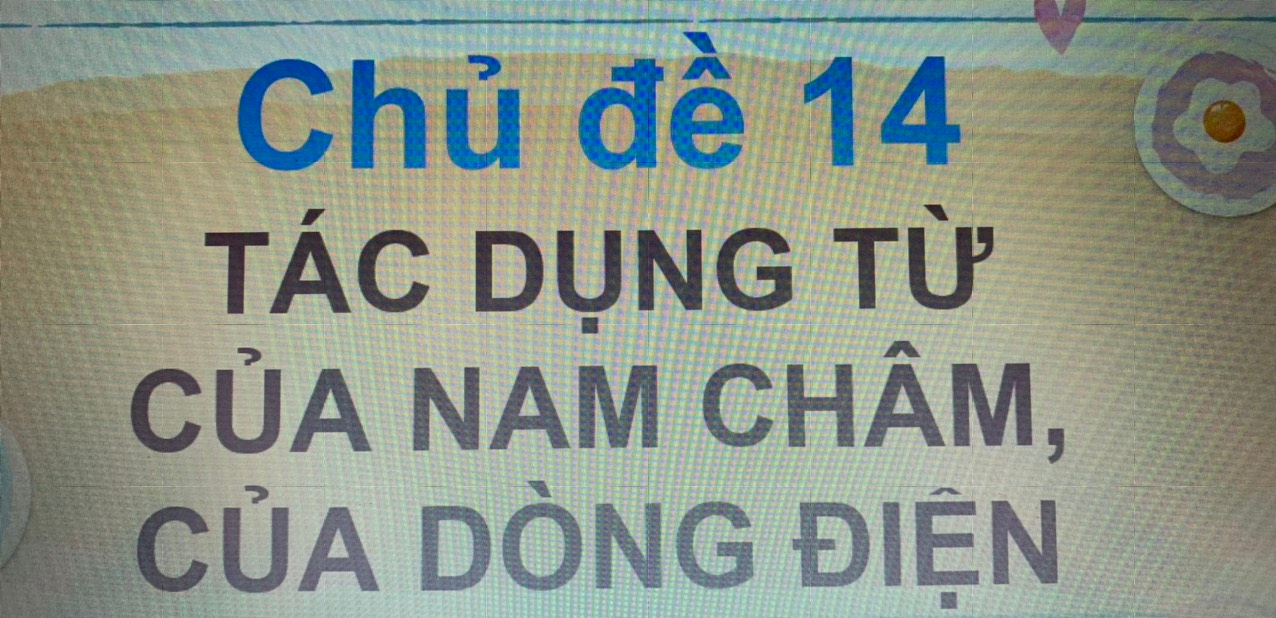 Chủ đề 14
TÁC DỤNG TỪ
CỦA NAM CHÂM,
CỦA DÒNG ĐIỆN